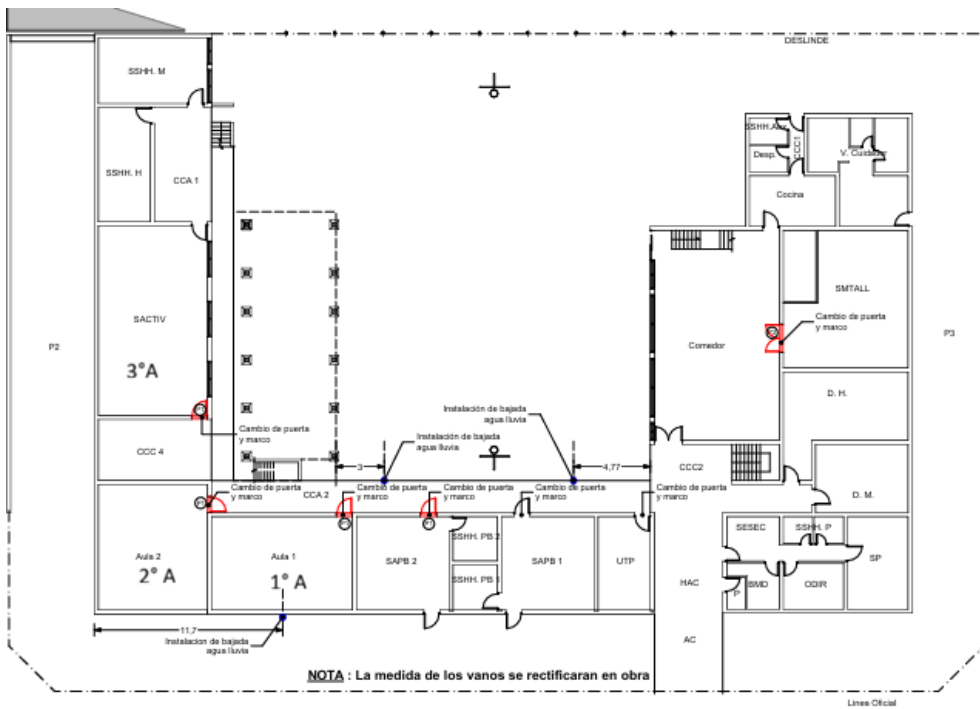 DESLINDE
SSHH. M
SSHH.Aux.
CCC1
Desp.
V. Cuidador
SSHH. H
CCA 1
Cocina
SMTALL
SACTIV
Cambio de puerta
y marco
P2
Comedor
P3
3°A
D. H.
Instalación de bajada
agua lluvia
Cambio de puerta
y marco
Instalación de bajada
agua lluvia
CCC 4
3
4,77
CCC2
Cambio de puerta
y marco
CCA 2
Cambio de puerta
y marco
Cambio de puerta
y marco
Cambio de puerta
y marco
Cambio de puerta
y marco
D. M.
SESEC
SSHH. P
SSHH. PB 2
Aula 2
Aula 1
SAPB 2
SAPB 1
UTP
SP
2° A
1° A
SSHH. PB 1
HAC
P
BMD
ODIR
11,7
Instalacion de bajada
agua lluvia
AC
NOTA : La medida de los vanos se rectificaran en obra
Linea Oficial